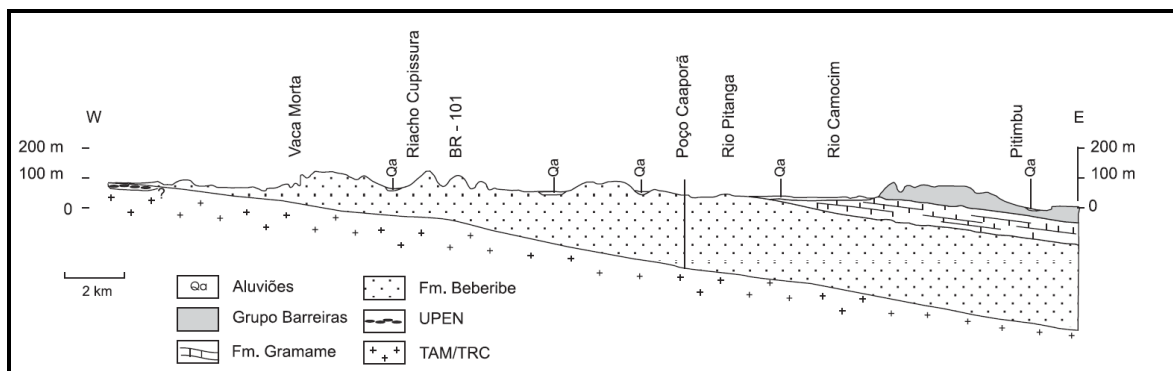 W
Vaca Morta
Riacho Cupissura
BR - 101
Poço Caaporã
Rio Pitanga
Rio Camocim
Pitimbu
E
Qa
Qa
Qa
Qa
Qa
200 m
100 m
0
200 m
100 m
0
?
2 km
Qa Aluviões
Grupo Barreiras
Fm. Gramame
Fm. Beberibe
UPEN
TAM/TRC